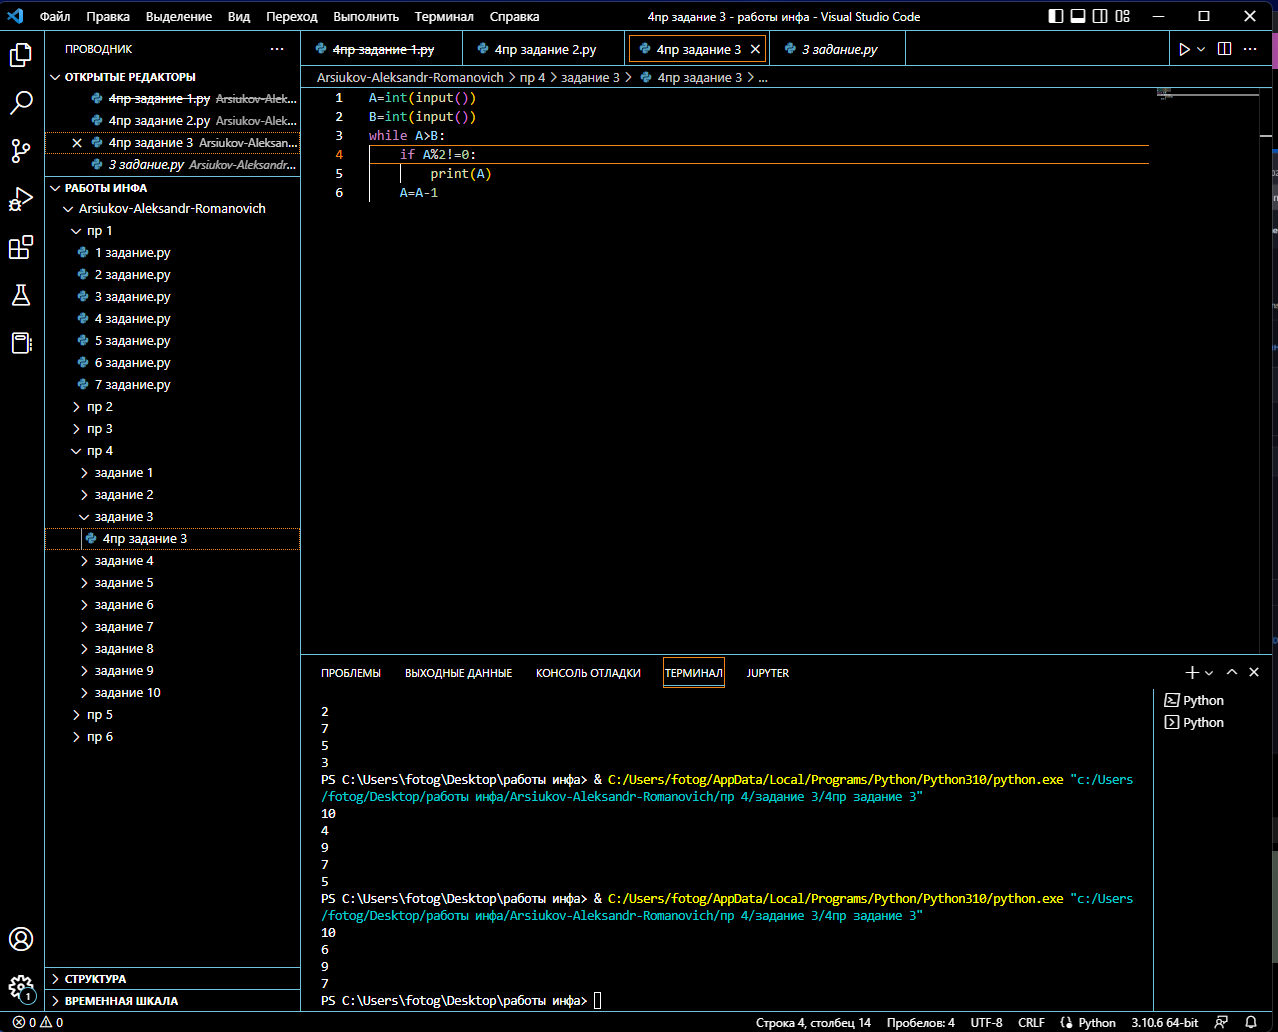 Файл Правка Выделение Вид Переход Выполнить Терминал Справка 4пр задание 3 - работы инфа - Visual Studio Code
ПРОВОДНИК ...
4пр задание 1.py 4пр задание 2.py 4пр задание 3 3 задание.py
ОТКРЫТЫЕ РЕДАКТОРЫ
4пр задание 1.py Arsiukov-Alek...
4пр задание 2.py Arsiukov-Alek...
4пр задание 3 Arsiukov-Aleksan...
3 задание.py Arsiukov-Aleksandr...
РАБОТЫ ИНФА
Arsiukov-Aleksandr-Romanovich
пр 1
1 задание.py
2 задание.py
3 задание.py
4 задание.py
5 задание.py
6 задание.py
7 задание.py
пр 2
пр 3
пр 4
задание 1
задание 2
задание 3
4пр задание 3
задание 4
задание 5
задание 6
задание 7
задание 8
задание 9
задание 10
пр 5
пр 6
СТРУКТУРА
ВРЕМЕННАЯ ШКАЛА
Arsiukov-Aleksandr-Romanovich > пр 4 > задание 3 > 4пр задание 3 > ...
1 A=int(input())
2 B=int(input())
3 while A>B:
4 if A%2!=0:
5 print(A)
6 A=A-1
ПРОБЛЕМЫ ВЫХОДНЫЕ ДАННЫЕ КОНСОЛЬ ОТЛАДКИ ТЕРМИНАЛ JUPYTER
2
7
5
3
PS C:\Users\fotog\Desktop\работы инфа> & C:/Users/fotog/AppData/Local/Programs/Python/Python310/python.exe "c:/Users
/fotog/Desktop/работы инфа/Arsiukov-Aleksandr-Romanovich/пр 4/задание 3/4пр задание 3"
10
4
9
7
5
PS C:\Users\fotog\Desktop\работы инфа> & C:/Users/fotog/AppData/Local/Programs/Python/Python310/python.exe "c:/Users
/fotog/Desktop/работы инфа/Arsiukov-Aleksandr-Romanovich/пр 4/задание 3/4пр задание 3"
10
6
9
7
PS C:\Users\fotog\Desktop\работы инфа>
Python
Python
1
0 0 Строка 4, столбец 14 Пробелов: 4 UTF-8 CRLF Python 3.10.6 64-bit